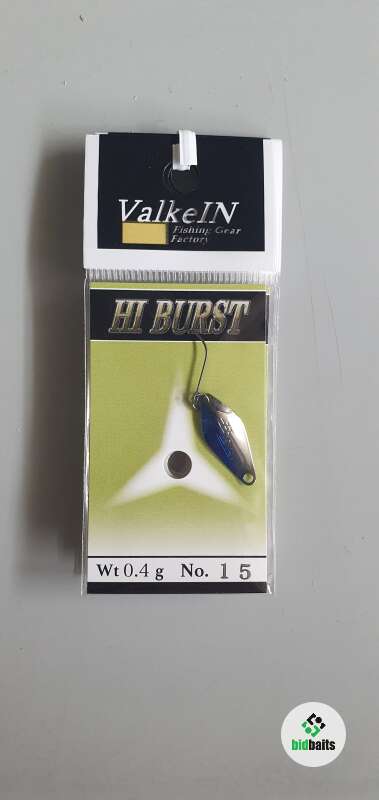 ValkeIN
Fishing Gear
Factory
HI BURST
Wt 0.4 g No. 15
bidbaits